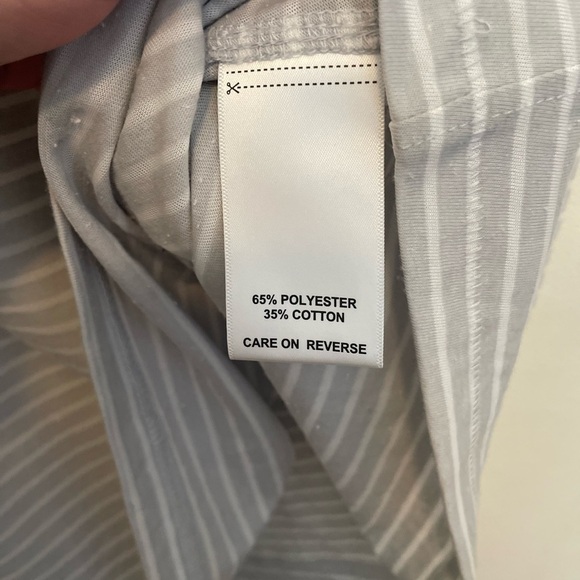 65% POLYESTER
35% COTTON
CARE ON REVERSE